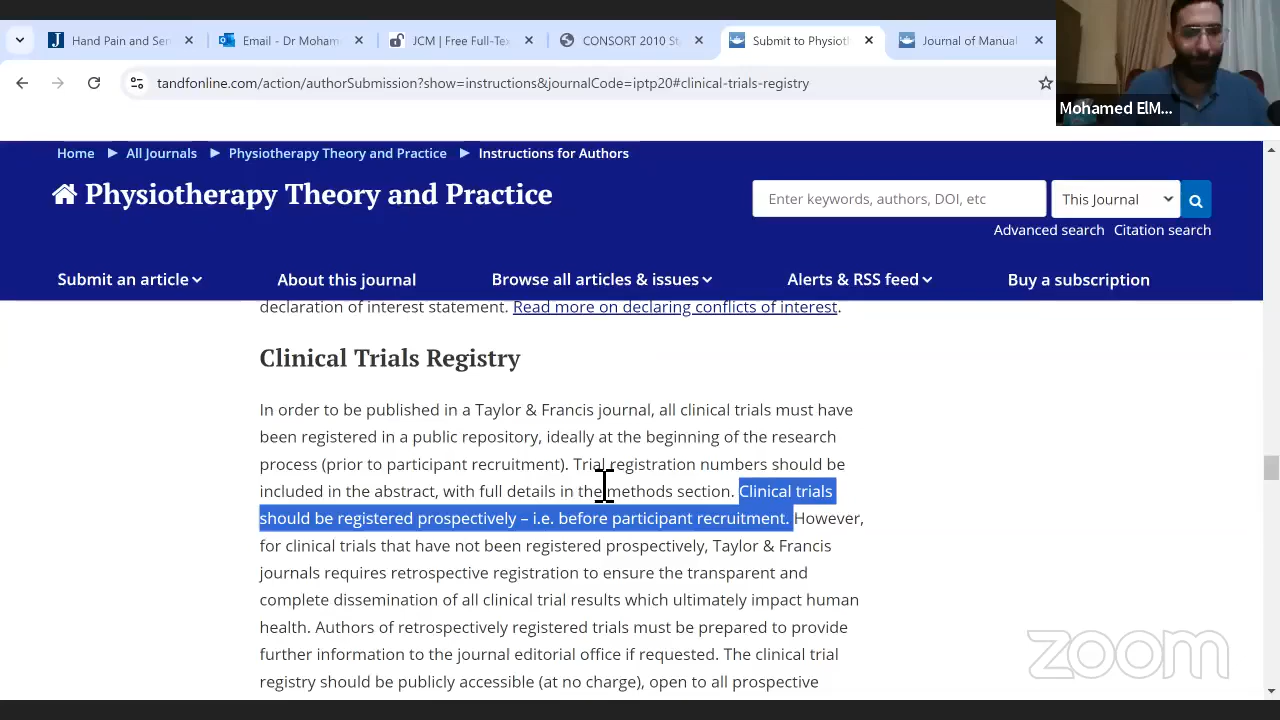 Hand Pain and Sen
Email - Dr Moham
JCM | Free Full-Te
CONSORT 2010 St
Submit to Physiot
Journal of Manual
tandfonline.com/action/authorSubmission?show=instructions&journalCode=iptp20#clinical-trials-registry
Mohamed ElM...
Home ▶ All Journals ▶ Physiotherapy Theory and Practice ▶ Instructions for Authors
Physiotherapy Theory and Practice
Enter keywords, authors, DOI, etc
This Journal
Advanced search Citation search
Submit an article
About this journal
Browse all articles & issues
Alerts & RSS feed
Buy a subscription
declaration of interest statement. Read more on declaring conflicts of interest.
Clinical Trials Registry
In order to be published in a Taylor & Francis journal, all clinical trials must have
been registered in a public repository, ideally at the beginning of the research
process (prior to participant recruitment). Trial registration numbers should be
included in the abstract, with full details in the methods section. Clinical trials
should be registered prospectively – i.e. before participant recruitment. However,
for clinical trials that have not been registered prospectively, Taylor & Francis
journals requires retrospective registration to ensure the transparent and
complete dissemination of all clinical trial results which ultimately impact human
health. Authors of retrospectively registered trials must be prepared to provide
further information to the journal editorial office if requested. The clinical trial
registry should be publicly accessible (at no charge), open to all prospective
zoom